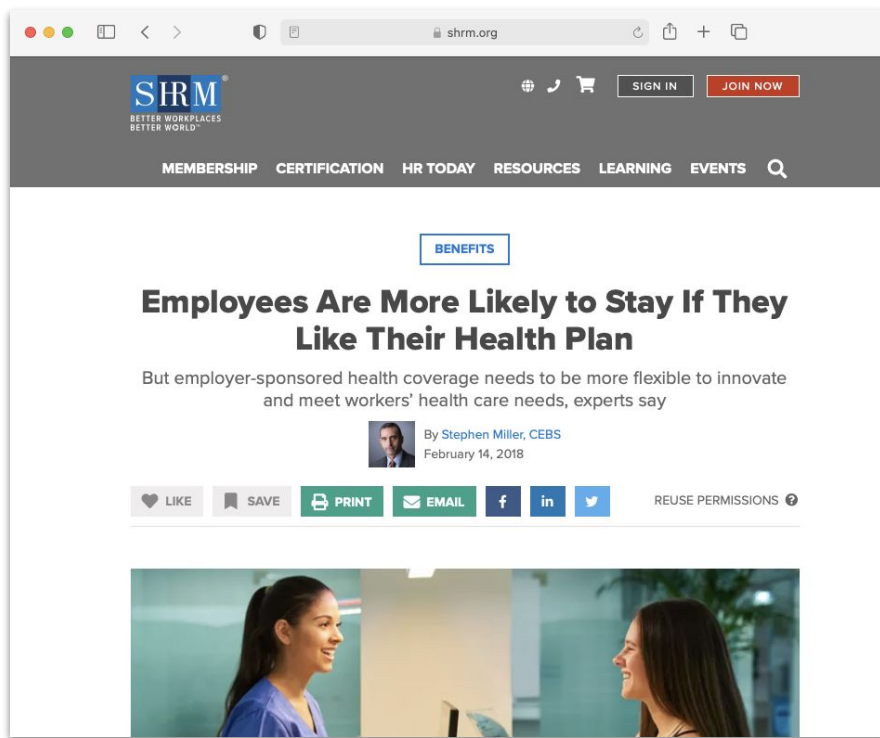 shrm.org
SHRM®
BETTER WORKPLACES
BETTER WORLD™
SIGN IN
JOIN NOW
MEMBERSHIP CERTIFICATION HR TODAY RESOURCES LEARNING EVENTS
BENEFITS
Employees Are More Likely to Stay If They
Like Their Health Plan
But employer-sponsored health coverage needs to be more flexible to innovate
and meet workers’ health care needs, experts say
By Stephen Miller, CEBS
February 14, 2018
LIKE SAVE PRINT EMAIL f in REUSE PERMISSIONS ?